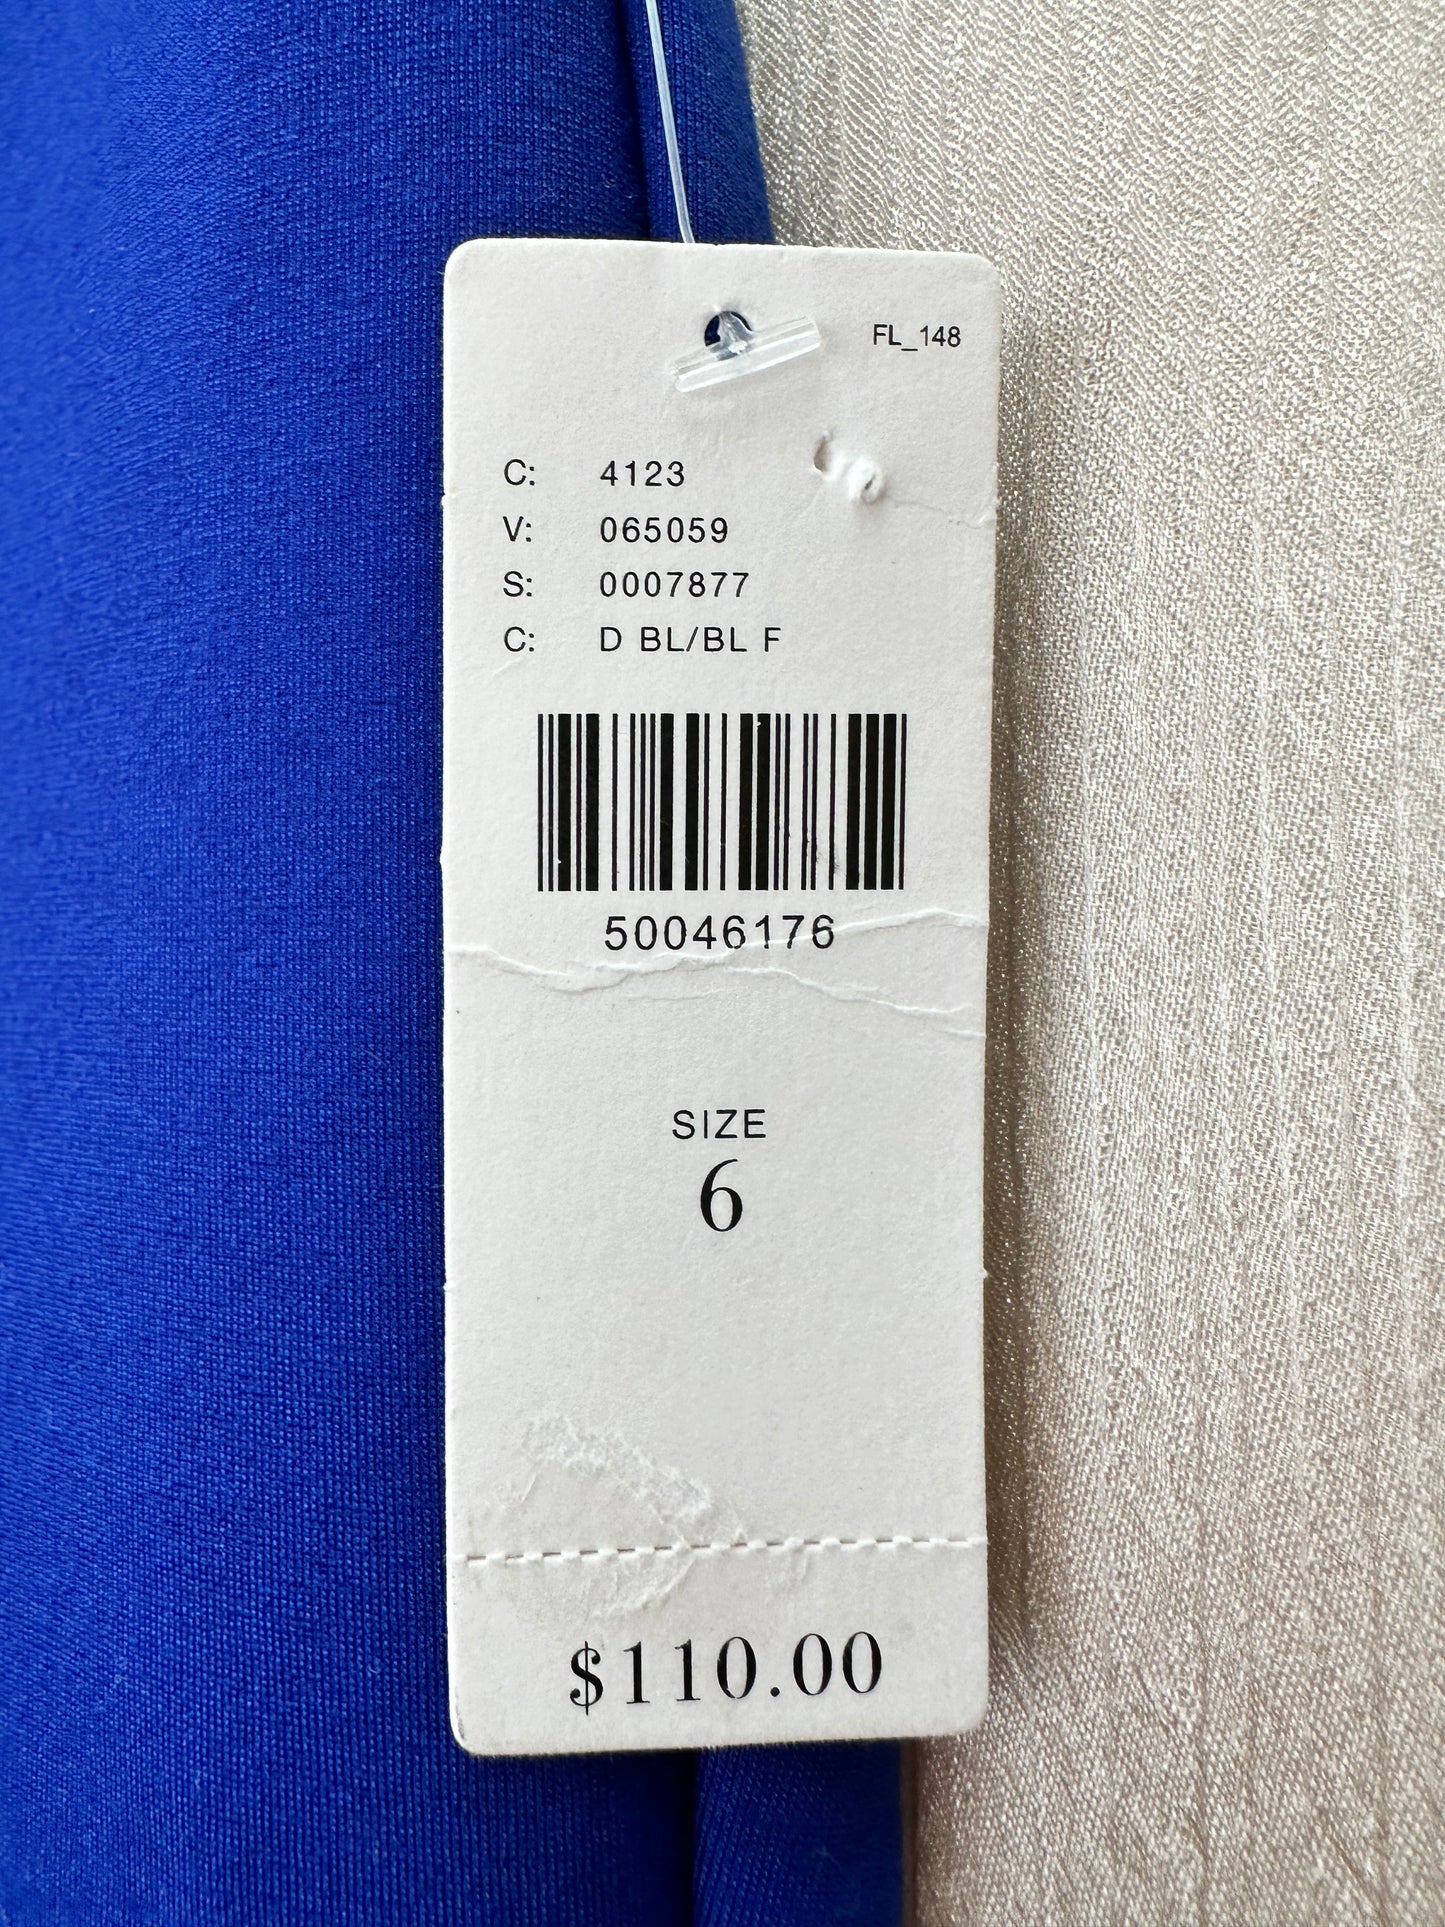 FL_148
C: 4123
V: 065059
S: 0007877
C: D BL/BL F
50046176
SIZE
6
$110.00